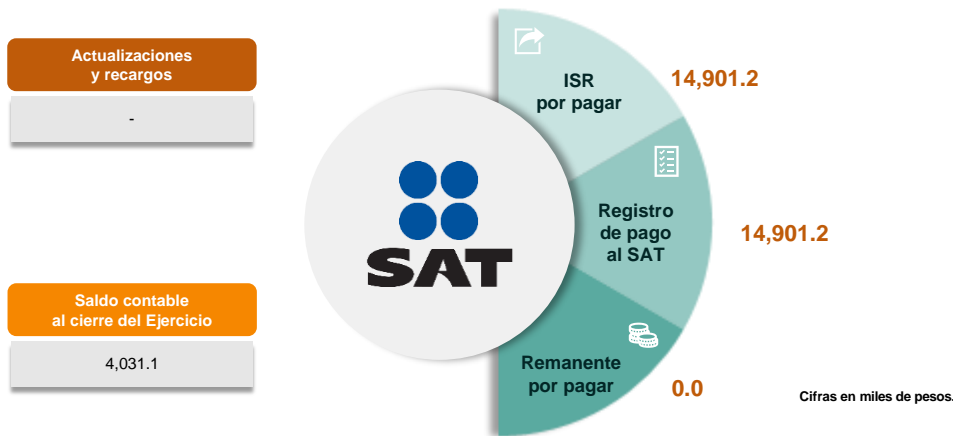 Actualizaciones
y recargos
-
Saldo contable
al cierre del Ejercicio
4,031.1
SAT
ISR
por pagar
14,901.2
Registro
de pago
al SAT
14,901.2
Remanente
por pagar
0.0
Cifras en miles de pesos.